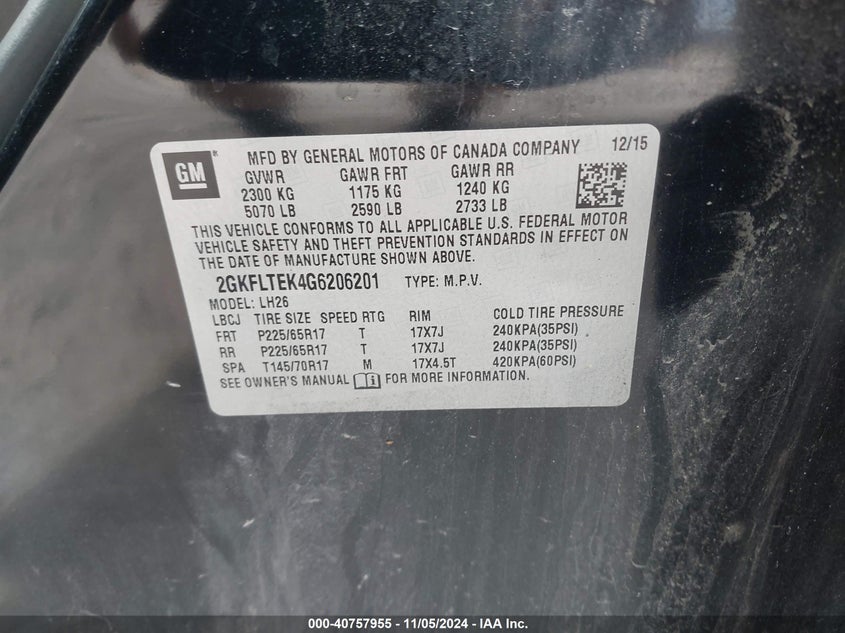 GM
MFD BY GENERAL MOTORS OF CANADA COMPANY 12/15
GVWR GAWR FRT GAWR RR
2300 KG 1175 KG 1240 KG
5070 LB 2590 LB 2733 LB
THIS VEHICLE CONFORMS TO ALL APPLICABLE U.S. FEDERAL MOTOR
VEHICLE SAFETY AND THEFT PREVENTION STANDARDS IN EFFECT ON
THE DATE OF MANUFACTURE SHOWN ABOVE.
2GKFLTEK4G6206201 TYPE: M.P.V.
MODEL: LH26
LBCJ TIRE SIZE SPEED RTG RIM COLD TIRE PRESSURE
FRT P225/65R17 T 17X7J 240KPA(35PSI)
RR P225/65R17 T 17X7J 240KPA(35PSI)
SPA T145/70R17 M 17X4.5T 420KPA(60PSI)
SEE OWNER'S MANUAL FOR MORE INFORMATION.
000-40757955 - 11/05/2024 - IAA Inc.